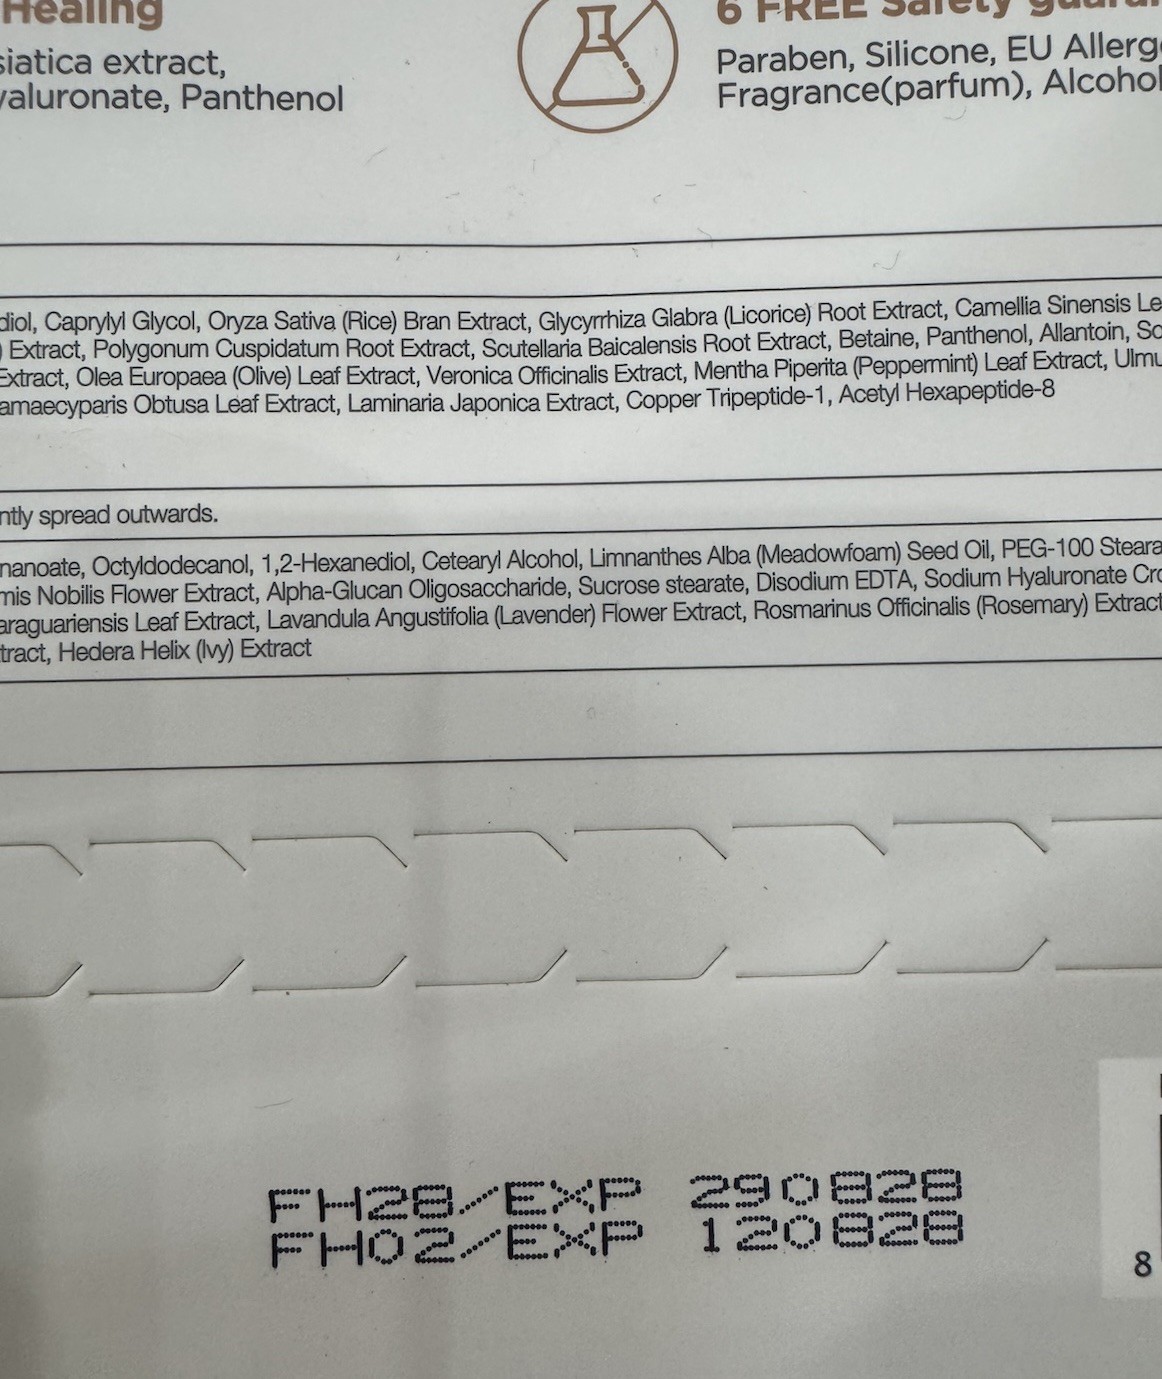 Healing
siatica extract,
yaluronate, Panthenol
6 FREE Safety guaran
Paraben, Silicone, EU Allerg
Fragrance(parfum), Alcohol
diol, Caprylyl Glycol, Oryza Sativa (Rice) Bran Extract, Glycyrrhiza Glabra (Licorice) Root Extract, Camellia Sinensis Le
) Extract, Polygonum Cuspidatum Root Extract, Scutellaria Baicalensis Root Extract, Betaine, Panthenol, Allantoin, So
Extract, Olea Europaea (Olive) Leaf Extract, Veronica Officinalis Extract, Mentha Piperita (Peppermint) Leaf Extract, Ulmu
amaecyparis Obtusa Leaf Extract, Laminaria Japonica Extract, Copper Tripeptide-1, Acetyl Hexapeptide-8
ntly spread outwards.
nanoate, Octyldodecanol, 1,2-Hexanediol, Cetearyl Alcohol, Limnanthes Alba (Meadowfoam) Seed Oil, PEG-100 Steara
mis Nobilis Flower Extract, Alpha-Glucan Oligosaccharide, Sucrose stearate, Disodium EDTA, Sodium Hyaluronate Cro
araguariensis Leaf Extract, Lavandula Angustifolia (Lavender) Flower Extract, Rosmarinus Officinalis (Rosemary) Extract
tract, Hedera Helix (Ivy) Extract
FH28/EXP 290828
FH02/EXP 120828
8